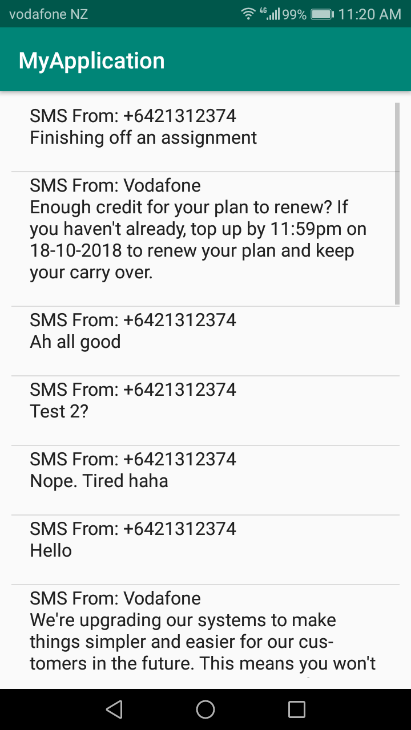 vodafone NZ 4G 99% 11:20 AM
MyApplication
SMS From: +6421312374
Finishing off an assignment
SMS From: Vodafone
Enough credit for your plan to renew? If
you haven't already, top up by 11:59pm on
18-10-2018 to renew your plan and keep
your carry over.
SMS From: +6421312374
Ah all good
SMS From: +6421312374
Test 2?
SMS From: +6421312374
Nope. Tired haha
SMS From: +6421312374
Hello
SMS From: Vodafone
We're upgrading our systems to make
things simpler and easier for our cus-
tomers in the future. This means you won't